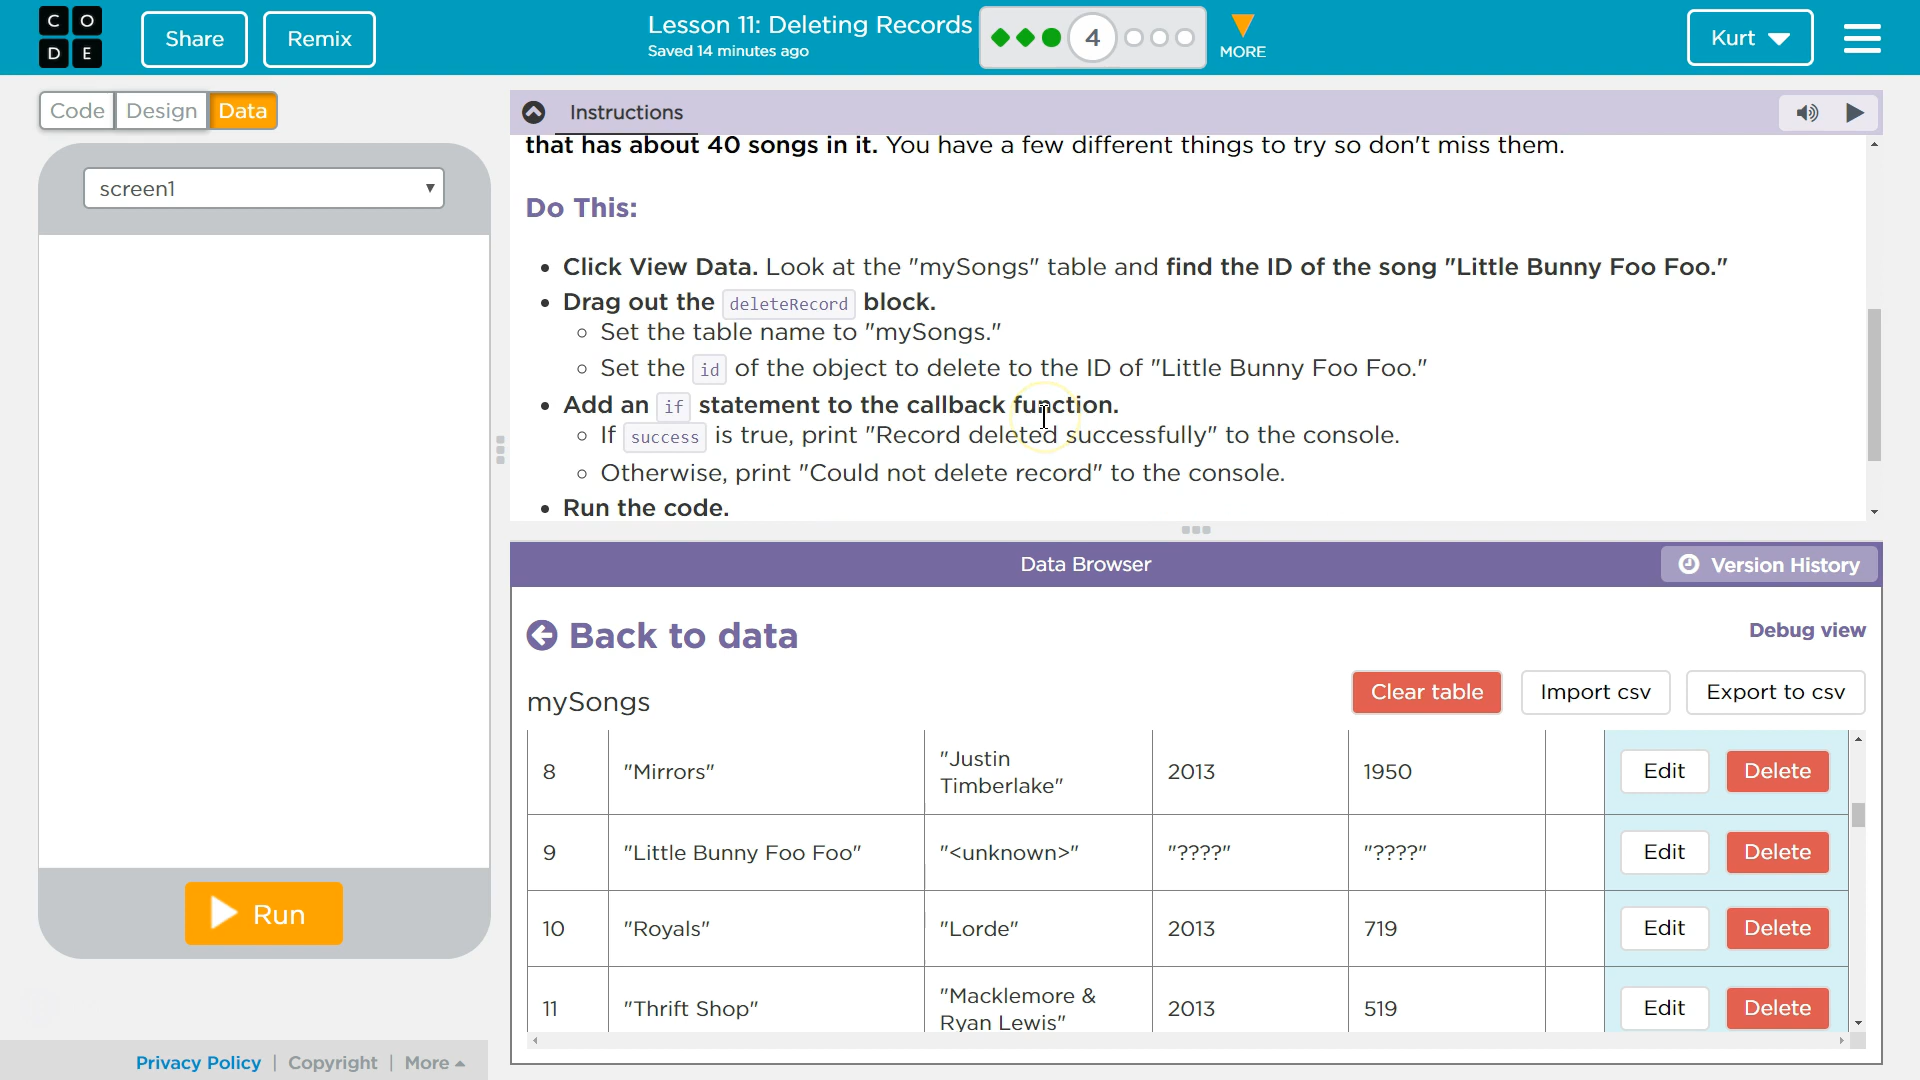 C O
D E
Share
Remix
Lesson 11: Deleting Records
Saved 14 minutes ago
4
MORE
Kurt
Code
Design
Data
Instructions
screen1
that has about 40 songs in it. You have a few different things to try so don't miss them.
Do This:
Click View Data. Look at the "mySongs" table and find the ID of the song "Little Bunny Foo Foo."
Drag out the deleteRecord block.
Set the table name to "mySongs."
Set the id of the object to delete to the ID of "Little Bunny Foo Foo."
Add an if statement to the callback function.
If success is true, print "Record deleted successfully" to the console.
Otherwise, print "Could not delete record" to the console.
Run the code.
Data Browser
Version History
Back to data
Debug view
mySongs
Clear table
Import csv
Export to csv
8 "Mirrors" "Justin Timberlake" 2013 1950 Edit Delete
9 "Little Bunny Foo Foo" "<unknown>" "????" "????" Edit Delete
10 "Royals" "Lorde" 2013 719 Edit Delete
11 "Thrift Shop" "Macklemore & Ryan Lewis" 2013 519 Edit Delete
Run
Privacy Policy | Copyright | More